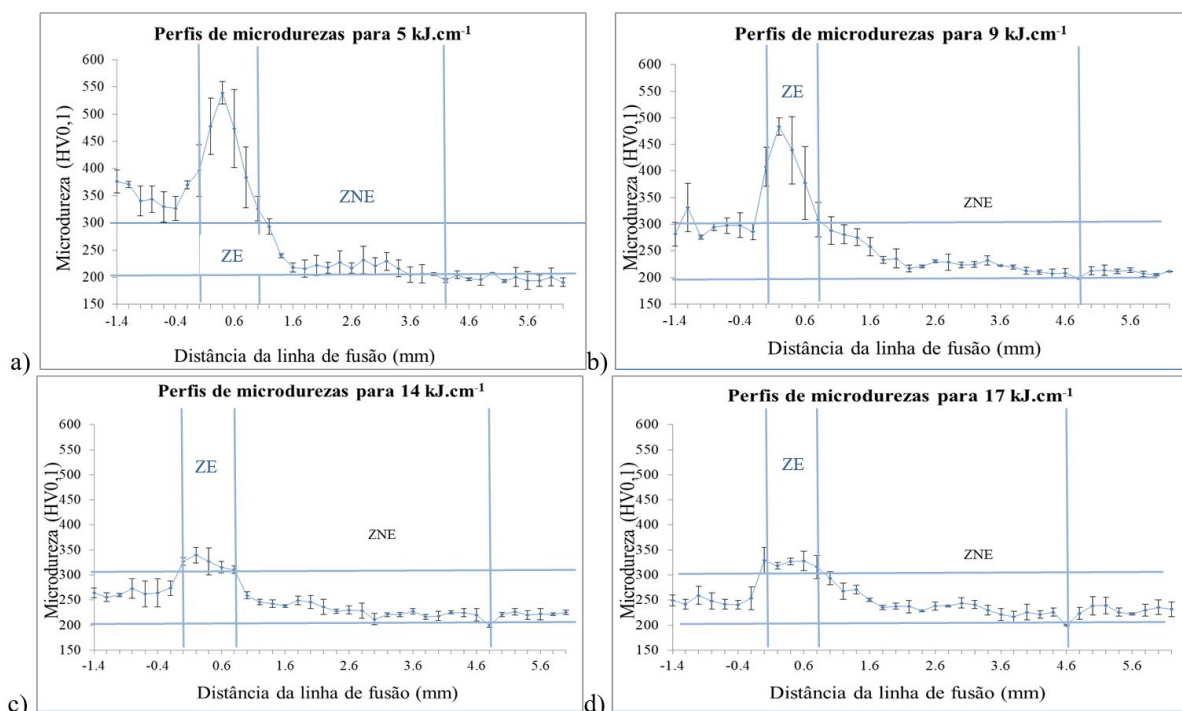 Perfis de microdurezas para 5 kJ.cm-1
Microdureza (HV0,1)
600
550
500
450
400
350
300
250
200
150
ZNE
ZE
-1.4 -0.4 0.6 1.6 2.6 3.6 4.6 5.6
Distância da linha de fusão (mm)
a)
Perfis de microdurezas para 9 kJ.cm-1
Microdureza (HV0,1)
600
550
500
450
400
350
300
250
200
150
ZE
ZNE
-1.4 -0.4 0.6 1.6 2.6 3.6 4.6 5.6
Distância da linha de fusão (mm)
b)
Perfis de microdurezas para 14 kJ.cm-1
Microdureza (HV0,1)
600
550
500
450
400
350
300
250
200
150
ZE
ZNE
-1.4 -0.4 0.6 1.6 2.6 3.6 4.6 5.6
Distância da linha de fusão (mm)
c)
Perfis de microdurezas para 17 kJ.cm-1
Microdureza (HV0,1)
600
550
500
450
400
350
300
250
200
150
ZE
ZNE
-1.4 -0.4 0.6 1.6 2.6 3.6 4.6 5.6
Distância da linha de fusão (mm)
d)